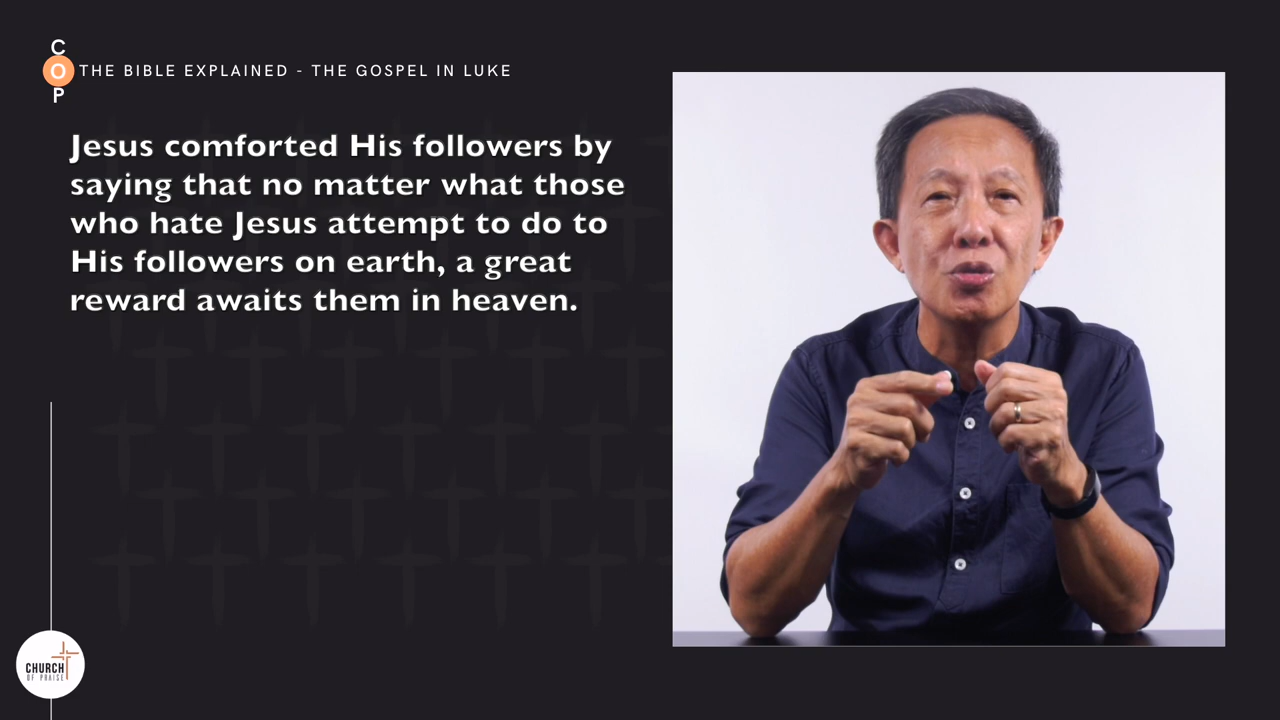 C
O
P
THE BIBLE EXPLAINED - THE GOSPEL IN LUKE
Jesus comforted His followers by
saying that no matter what those
who hate Jesus attempt to do to
His followers on earth, a great
reward awaits them in heaven.
CHURCH
OF PRAISE